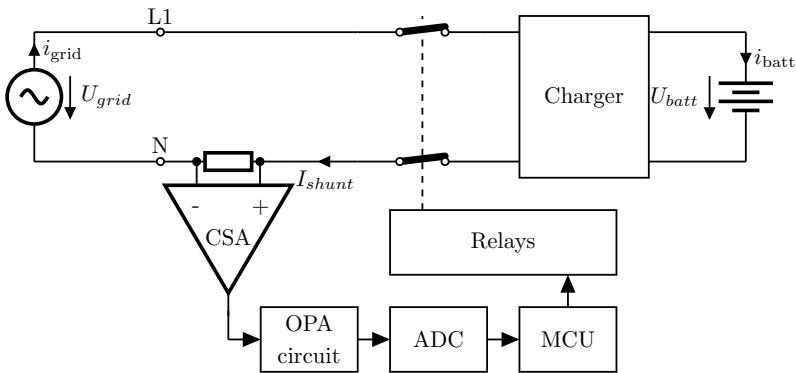 L1
i_grid
i_batt
U_grid
Charger
U_batt
N
I_shunt
- +
CSA
Relays
OPA
circuit
ADC
MCU